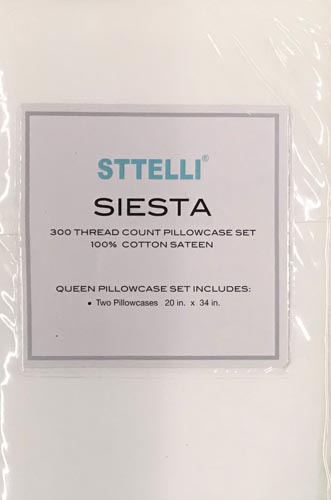 STTELLI®
SIESTA
300 THREAD COUNT PILLOWCASE SET
100% COTTON SATEEN
QUEEN PILLOWCASE SET INCLUDES:
• Two Pillowcases 20 in. x 34 in.